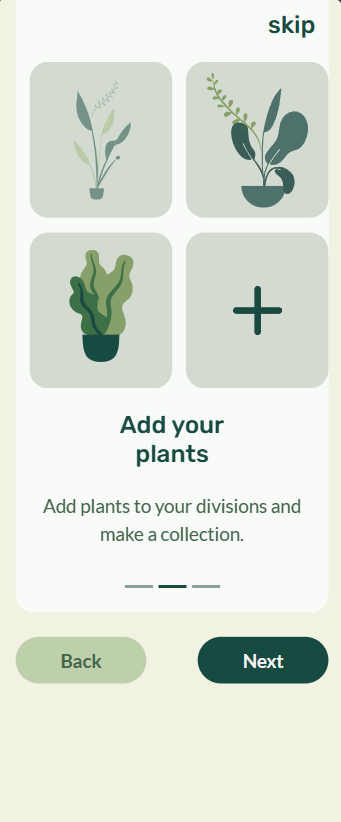 skip
Add your
plants
Add plants to your divisions and
make a collection.
Back
Next